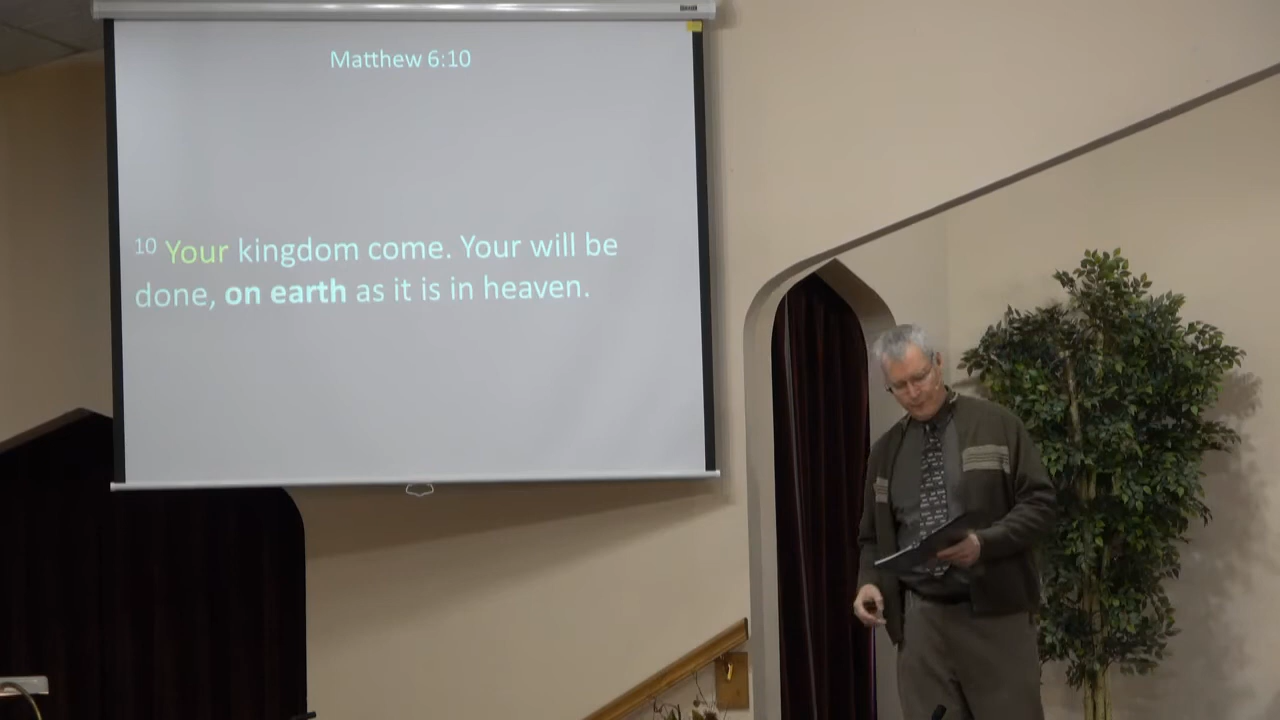 Matthew 6:10
10 Your kingdom come. Your will be
done, on earth as it is in heaven.